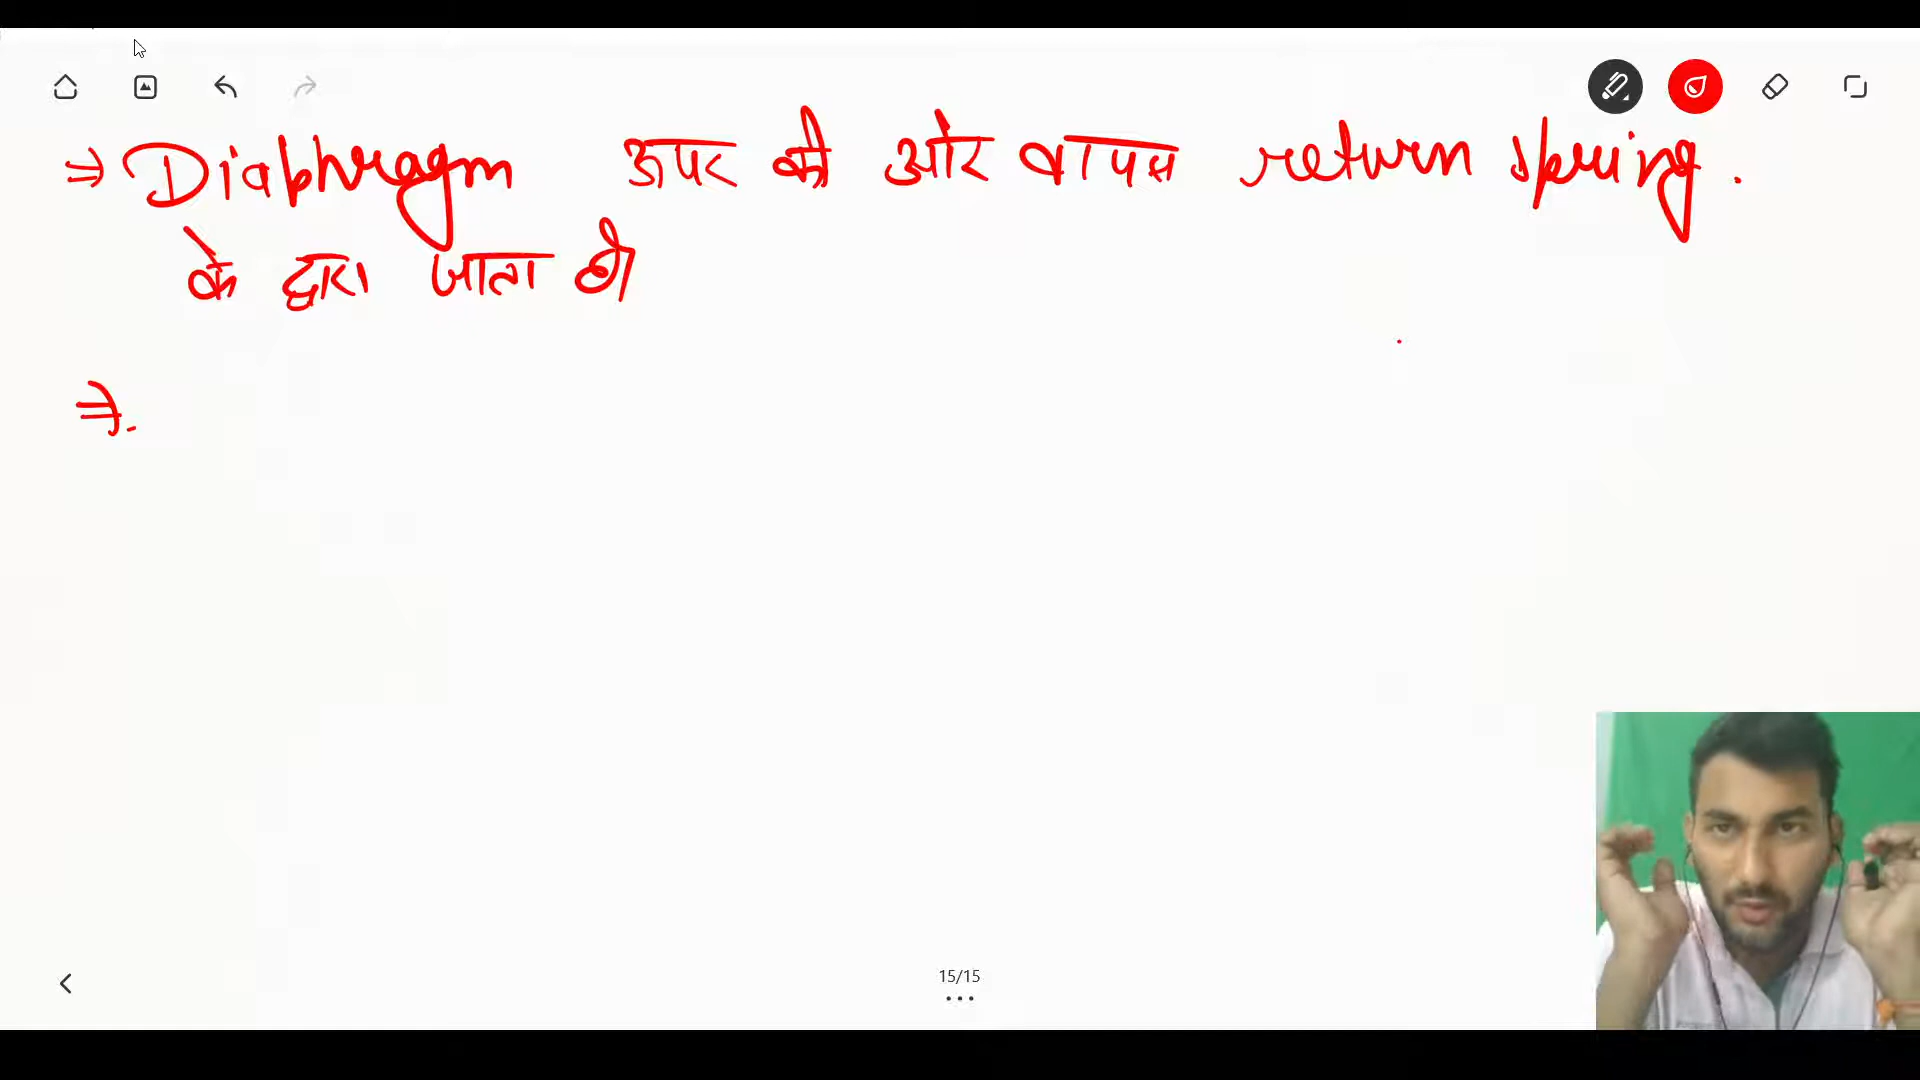 ⇒ Diaphragm ऊपर की ओर वापस return spring.
के द्वारा जाता है
⇒.
15/15